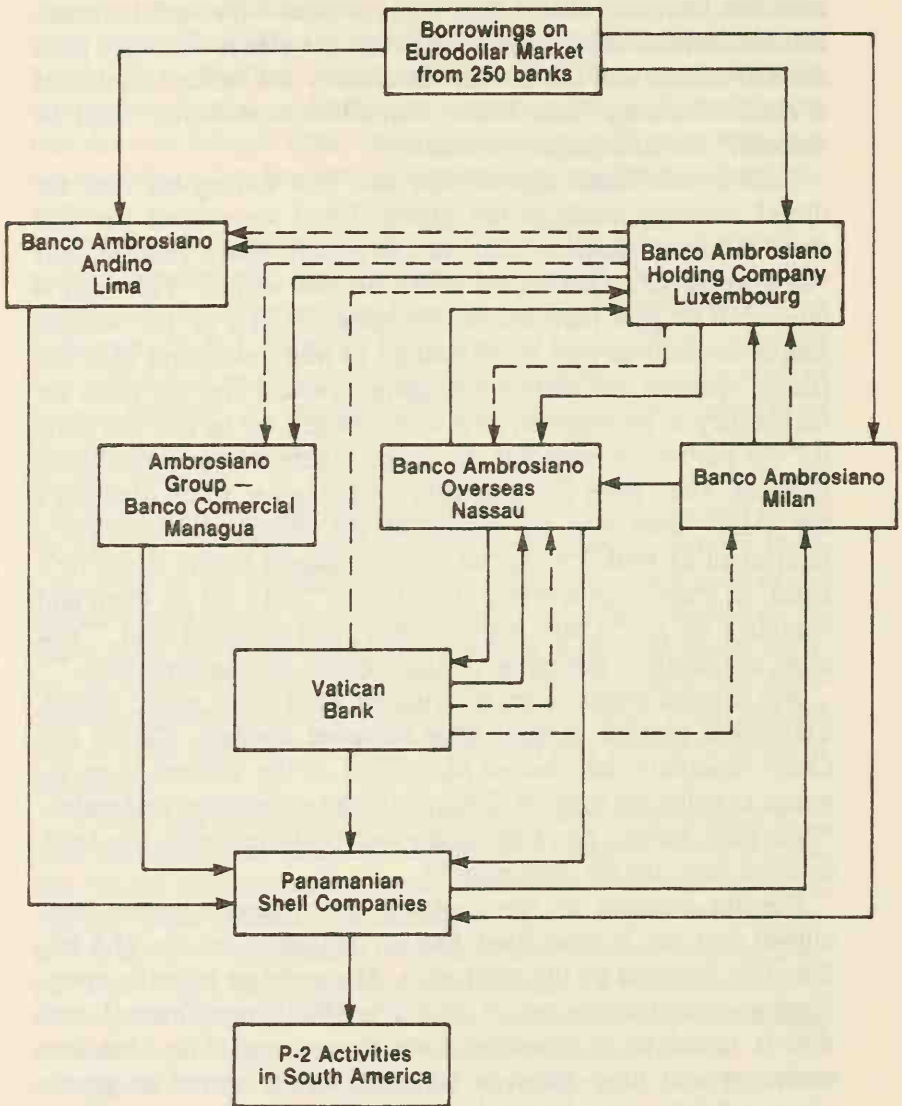 Borrowings on
Eurodollar Market
from 250 banks
Banco Ambrosiano
Andino
Lima
Banco Ambrosiano
Holding Company
Luxembourg
Ambrosiano
Group —
Banco Comercial
Managua
Banco Ambrosiano
Overseas
Nassau
Banco Ambrosiano
Milan
Vatican
Bank
Panamanian
Shell Companies
P-2 Activities
in South America